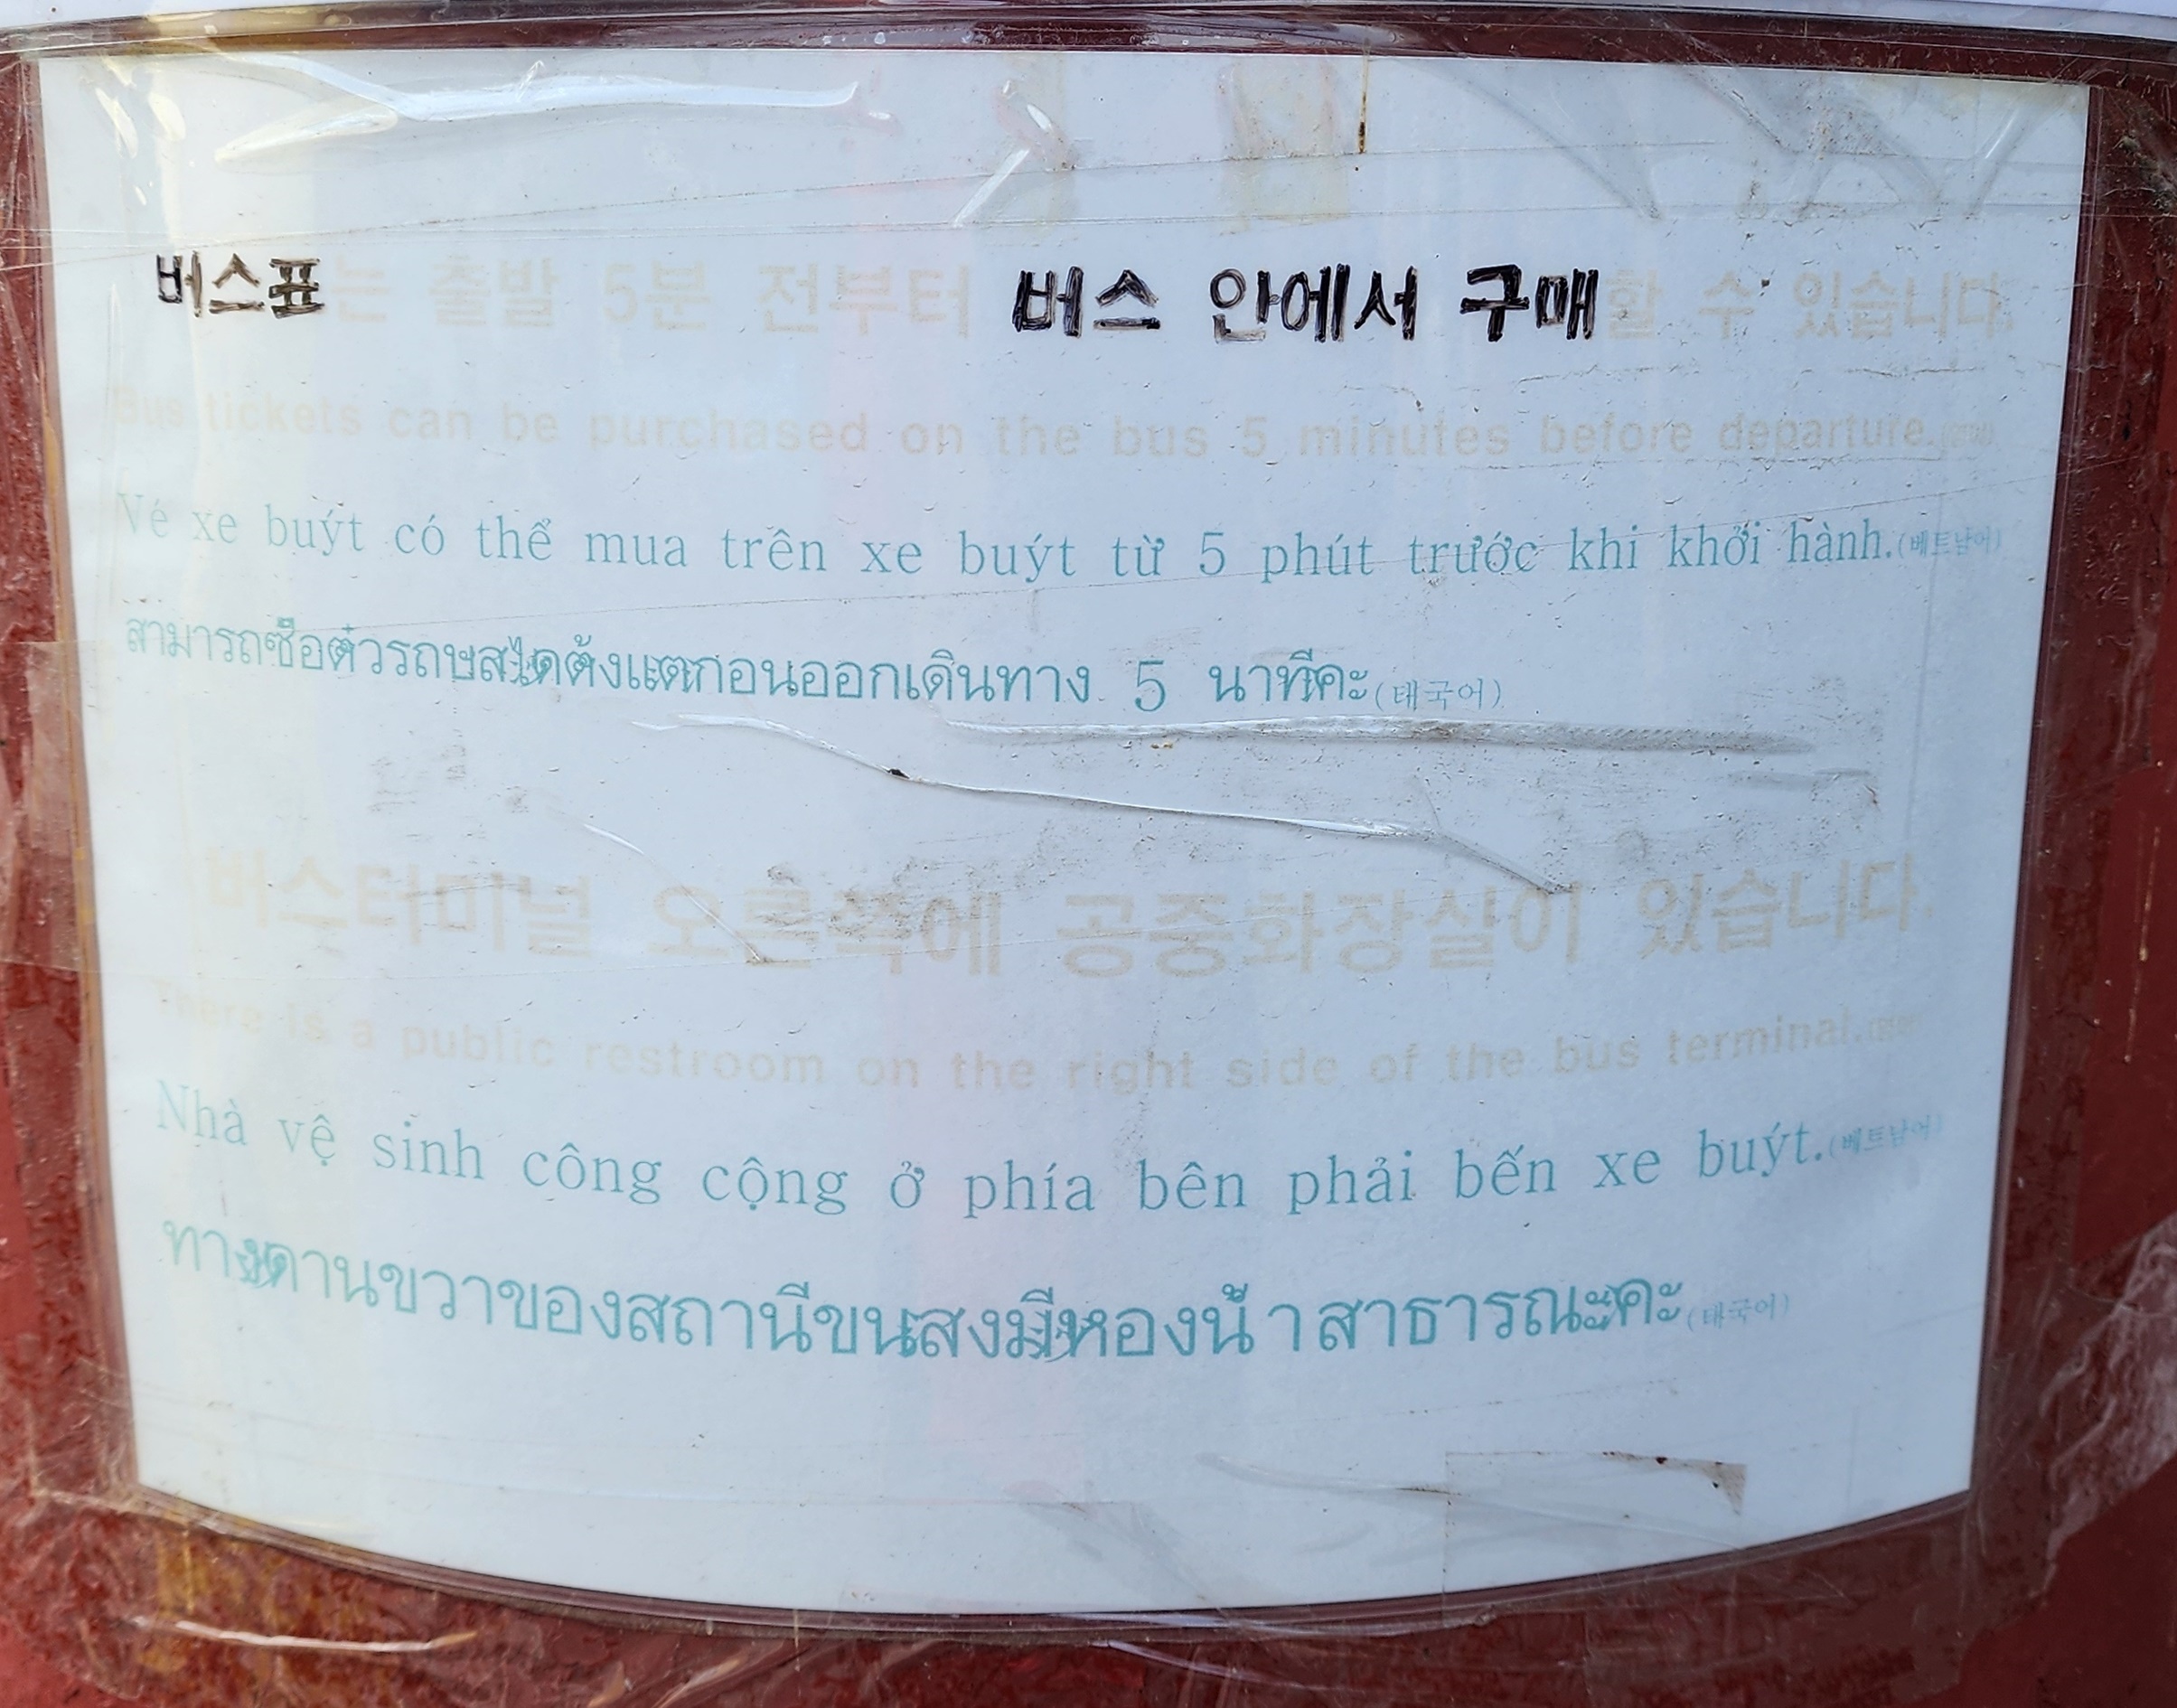 버스표는 출발 5분 전부터 버스 안에서 구매할 수 있습니다.
Bus tickets can be purchased on the bus 5 minutes before departure.
Vé xe buýt có thể mua trên xe buýt từ 5 phút trước khi khởi hành.(베트남어)
สามารถซื้อตั๋วรถบัสได้ตั้งแต่ก่อนออกเดินทาง 5 นาทีค่ะ(태국어)
버스터미널 오른쪽에 공중화장실이 있습니다.
There is a public restroom on the right side of the bus terminal.
Nhà vệ sinh công cộng ở phía bên phải bến xe buýt.(베트남어)
ทางด้านขวาของสถานีขนส่งมีห้องน้ำสาธารณะค่ะ(태국어)